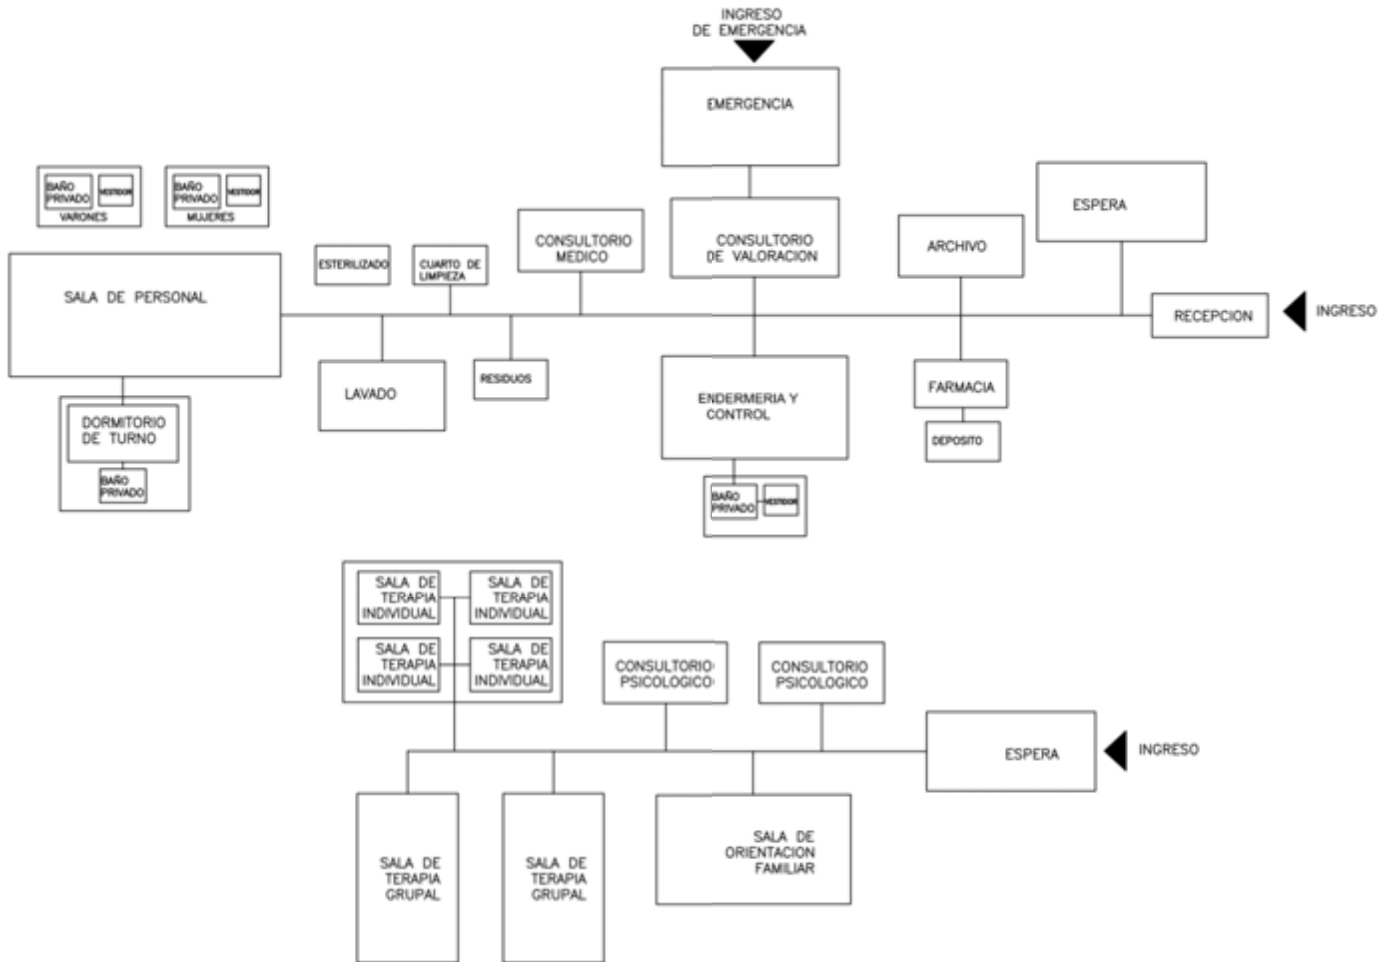 INGRESO
DE EMERGENCIA
EMERGENCIA
BAÑO
PRIVADO
VESTIDOR
VARONES
BAÑO
PRIVADO
VESTIDOR
MUJERES
ESPERA
CONSULTORIO
MEDICO
CONSULTORIO
DE VALORACION
ARCHIVO
ESTERILIZADO
CUARTO DE
LIMPIEZA
SALA DE PERSONAL
RECEPCION
INGRESO
LAVADO
RESIDUOS
ENDERMERIA Y
CONTROL
FARMACIA
DEPOSITO
DORMITORIO
DE TURNO
BAÑO
PRIVADO
BAÑO
PRIVADO
VESTIDOR
SALA DE
TERAPIA
INDIVIDUAL
SALA DE
TERAPIA
INDIVIDUAL
SALA DE
TERAPIA
INDIVIDUAL
SALA DE
TERAPIA
INDIVIDUAL
CONSULTORIO
PSICOLOGICO
CONSULTORIO
PSICOLOGICO
ESPERA
INGRESO
SALA DE
TERAPIA
GRUPAL
SALA DE
TERAPIA
GRUPAL
SALA DE
ORIENTACION
FAMILIAR